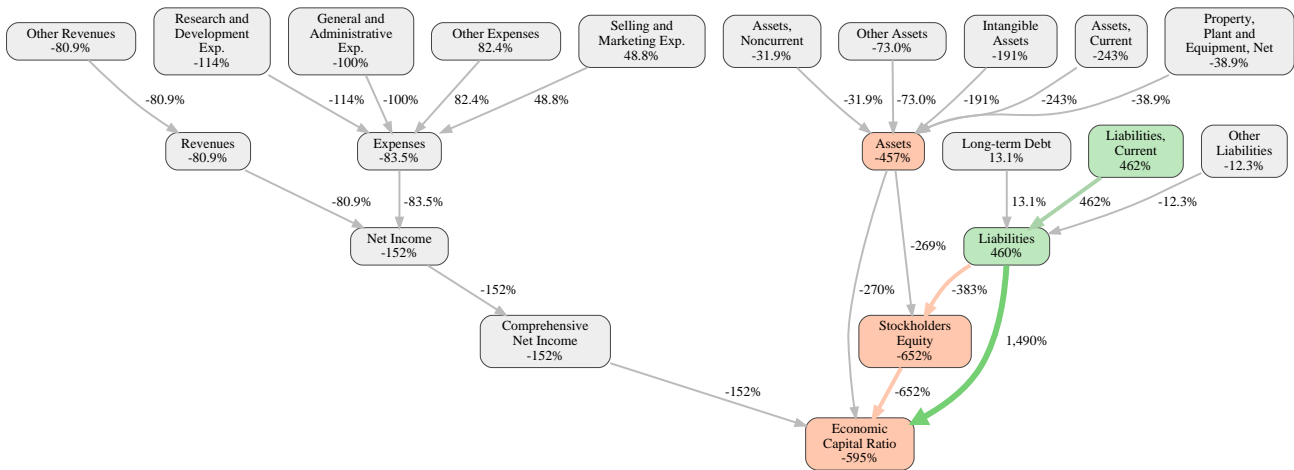 Other Revenues
-80.9%
Research and
Development
Exp.
-114%
General and
Administrative
Exp.
-100%
Other Expenses
82.4%
Selling and
Marketing Exp.
48.8%
Assets,
Noncurrent
-31.9%
Other Assets
-73.0%
Intangible
Assets
-191%
Assets,
Current
-243%
Property,
Plant and
Equipment, Net
-38.9%
-80.9%
-114%
-100%
82.4%
48.8%
-31.9%
-73.0%
-191%
-243%
-38.9%
Revenues
-80.9%
Expenses
-83.5%
Assets
-457%
Long-term Debt
13.1%
Liabilities,
Current
462%
Other
Liabilities
-12.3%
-80.9%
-83.5%
13.1%
462%
-12.3%
Net Income
-152%
-269%
Liabilities
460%
-152%
-270%
-383%
Comprehensive
Net Income
-152%
Stockholders
Equity
-652%
1,490%
-152%
-652%
Economic
Capital Ratio
-595%